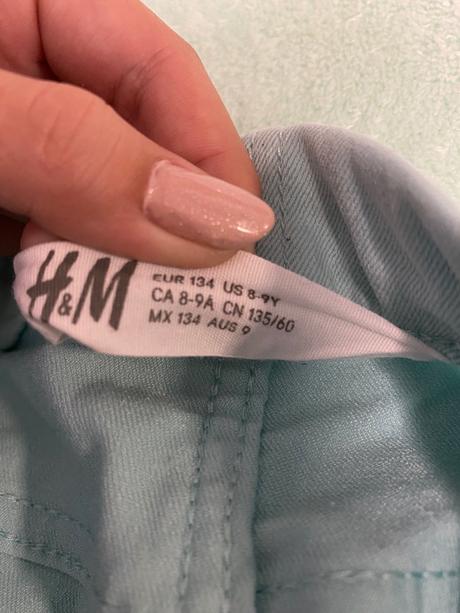 H&M
EUR 134 US 8-9Y
CA 8-9A CN 135/60
MX 134 AUS 9